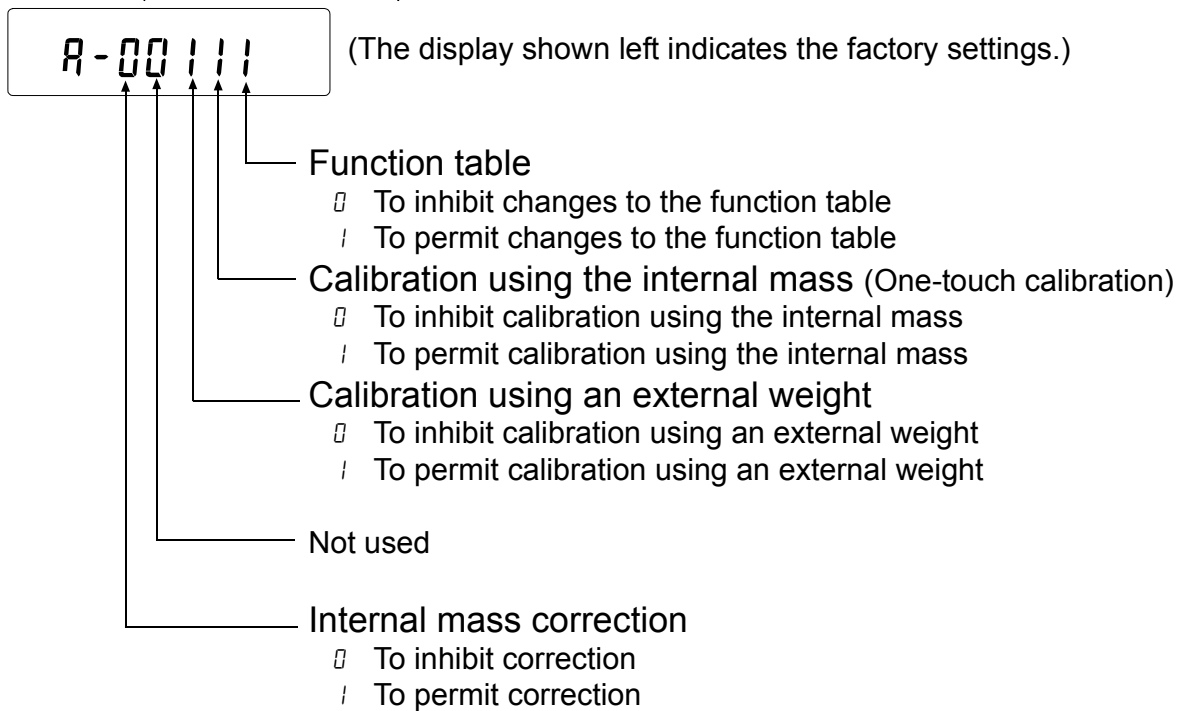 A-00111
(The display shown left indicates the factory settings.)
Function table
0 To inhibit changes to the function table
1 To permit changes to the function table
Calibration using the internal mass (One-touch calibration)
0 To inhibit calibration using the internal mass
1 To permit calibration using the internal mass
Calibration using an external weight
0 To inhibit calibration using an external weight
1 To permit calibration using an external weight
Not used
Internal mass correction
0 To inhibit correction
1 To permit correction